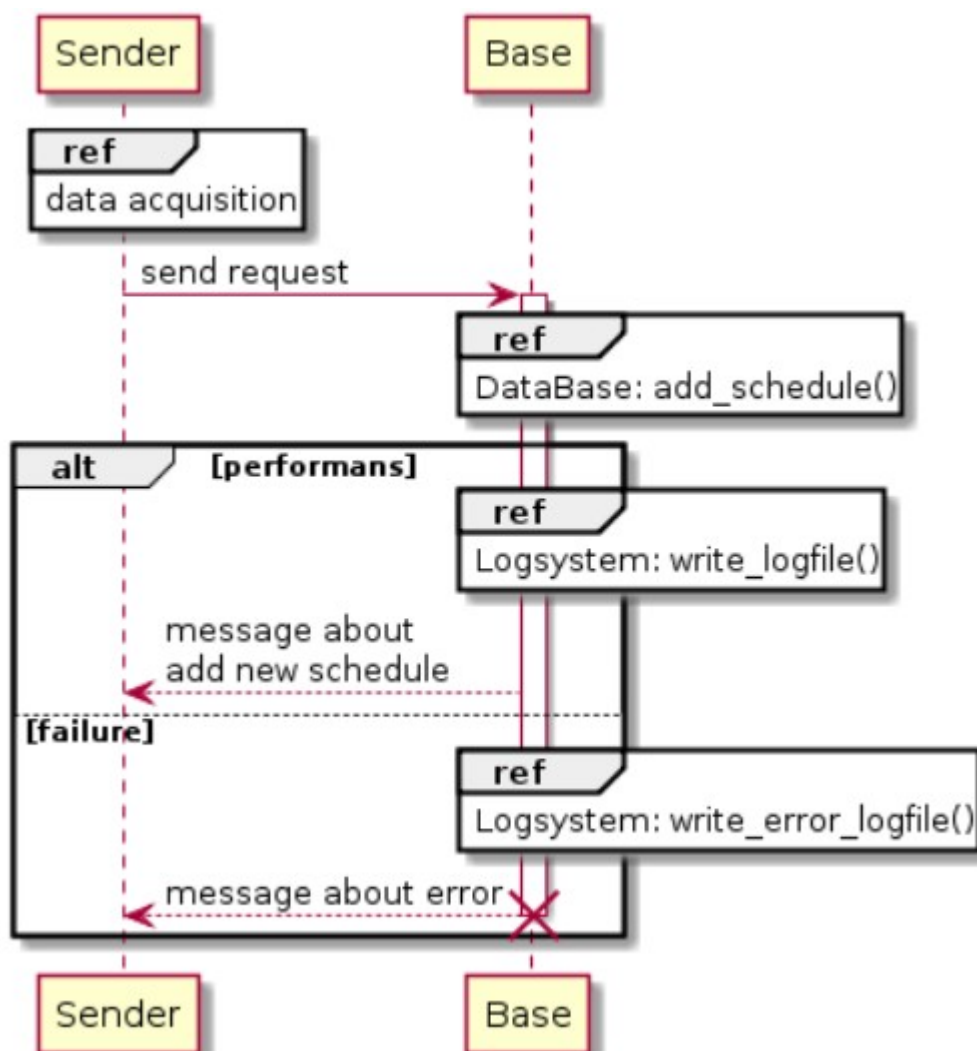 Sender Base
ref
data acquisition
send request
ref
DataBase: add_schedule()
alt [performans]
ref
Logsystem: write_logfile()
message about
add new schedule
[failure]
ref
Logsystem: write_error_logfile()
message about error
Sender Base